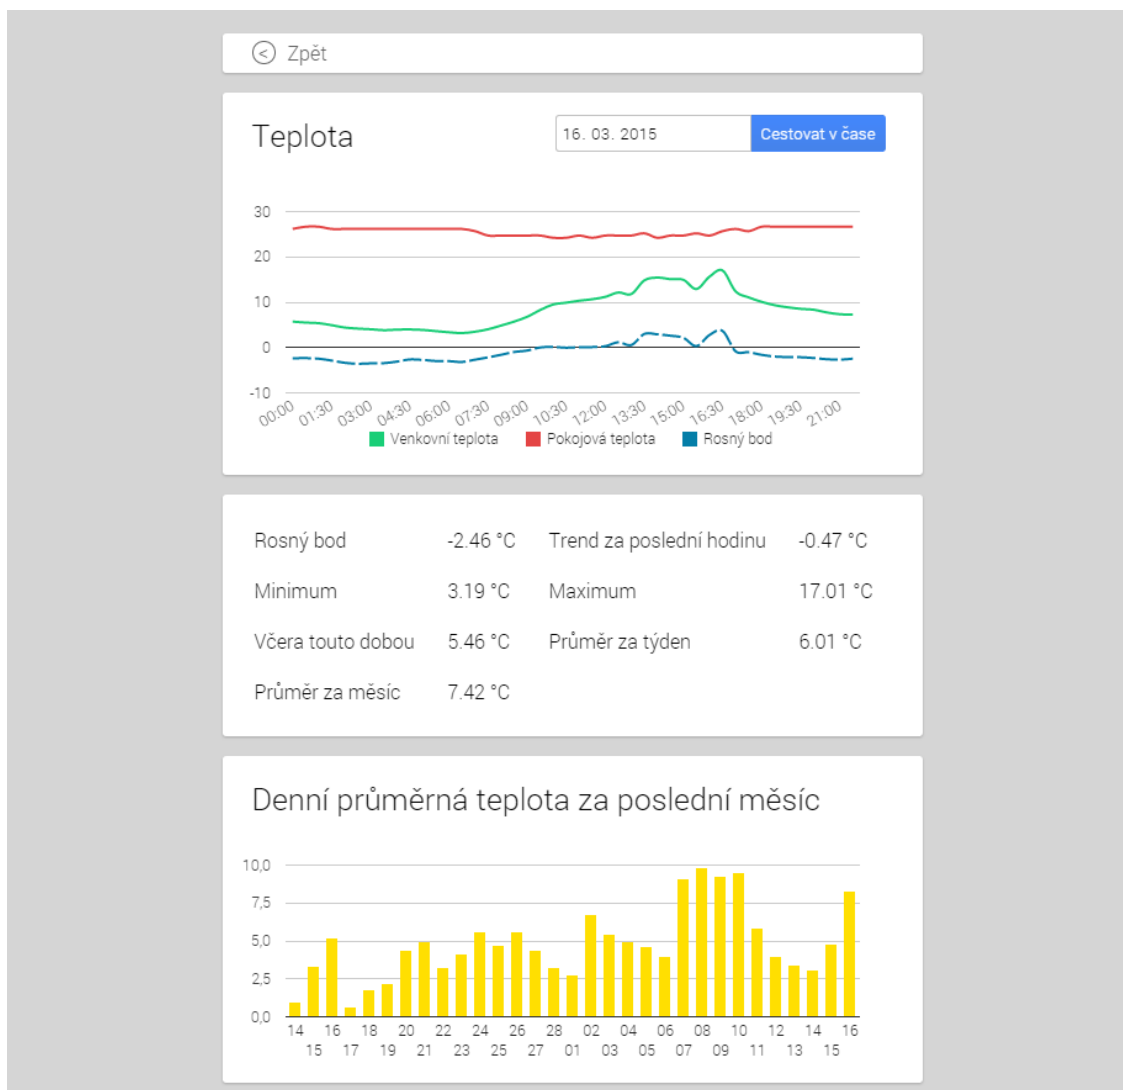 < Zpět
Teplota
16. 03. 2015 Cestovat v čase
30
20
10
0
-10
00:00 01:30 03:00 04:30 06:00 07:30 09:00 10:30 12:00 13:30 15:00 16:30 18:00 19:30 21:00
Venkovní teplota Pokojová teplota Rosný bod
Rosný bod -2.46 °C Trend za poslední hodinu -0.47 °C
Minimum 3.19 °C Maximum 17.01 °C
Včera touto dobou 5.46 °C Průměr za týden 6.01 °C
Průměr za měsíc 7.42 °C
Denní průměrná teplota za poslední měsíc
10,0
7,5
5,0
2,5
0,0
14 16 18 20 22 24 26 28 02 04 06 08 10 12 14 16
15 17 19 21 23 25 27 01 03 05 07 09 11 13 15